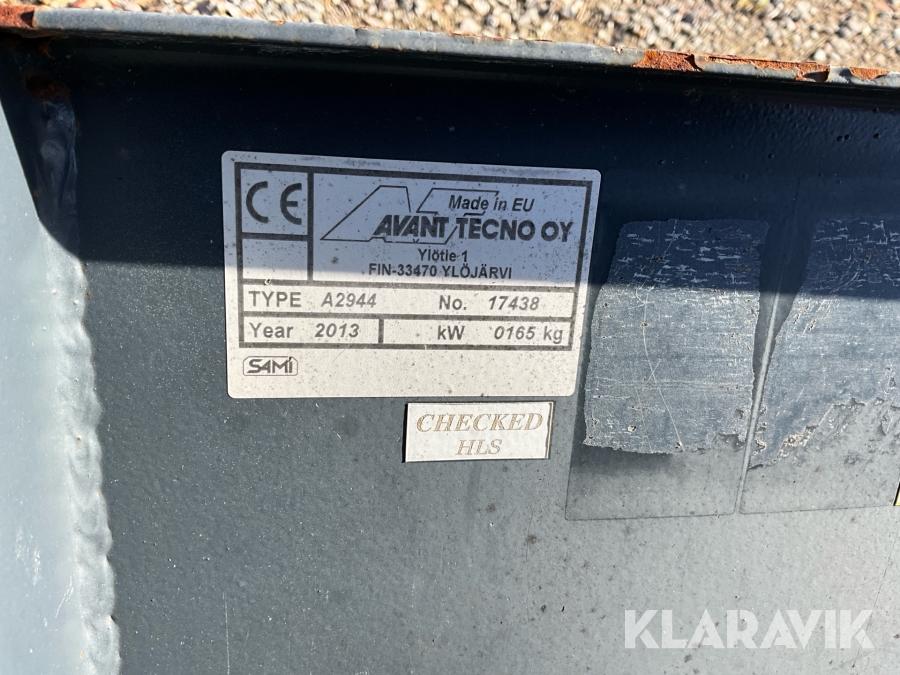 CE
Made in EU
AVANT TECNO OY
Ylötie 1
FIN-33470 YLÖJÄRVI
TYPE A2944 No. 17438
Year 2013 kW 0165 kg
SAMI
CHECKED
HLS
KLARAVIK